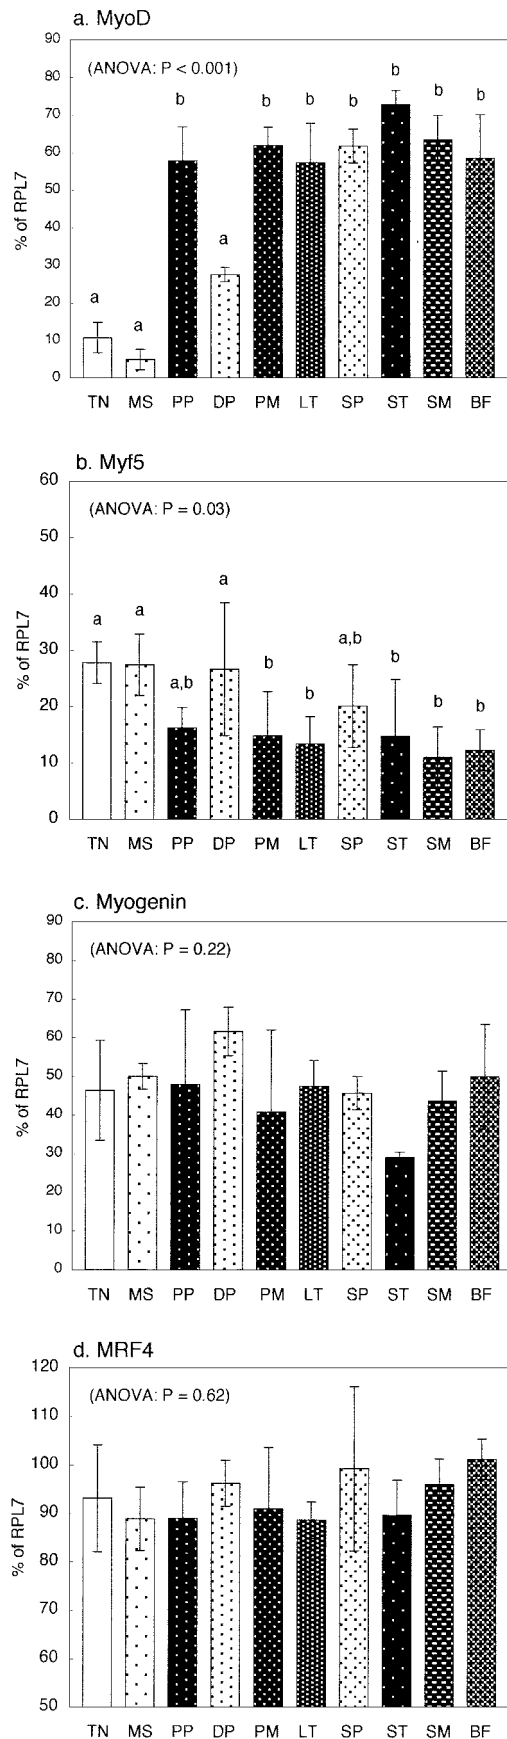 a. MyoD
90
(ANOVA: P < 0.001)
80
b
b
b
b
b
b
b
70
60
50
% of RPL7
40
a
30
20
a
a
10
0
TN MS PP DP PM LT SP ST SM BF
b. Myf5
60
(ANOVA: P = 0.03)
50
a
40
a
a
a,b
b
30
% of RPL7
a,b
b
b
b
b
20
10
0
TN MS PP DP PM LT SP ST SM BF
c. Myogenin
90
(ANOVA: P = 0.22)
80
70
60
50
% of RPL7
40
30
20
10
0
TN MS PP DP PM LT SP ST SM BF
d. MRF4
120
(ANOVA: P = 0.62)
110
100
% of RPL7
90
80
70
60
50
TN MS PP DP PM LT SP ST SM BF